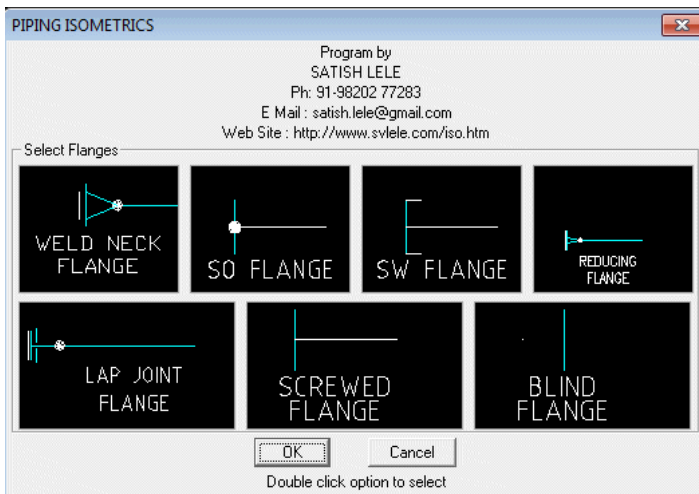 PIPING ISOMETRICS
Program by
SATISH LELE
Ph: 91-98202 77283
E Mail : satish.lele@gmail.com
Web Site : http://www.svlele.com/iso.htm
Select Flanges
WELD NECK
FLANGE
SO FLANGE
SW FLANGE
REDUCING
FLANGE
LAP JOINT
FLANGE
SCREWED
FLANGE
BLIND
FLANGE
OK
Cancel
Double click option to select